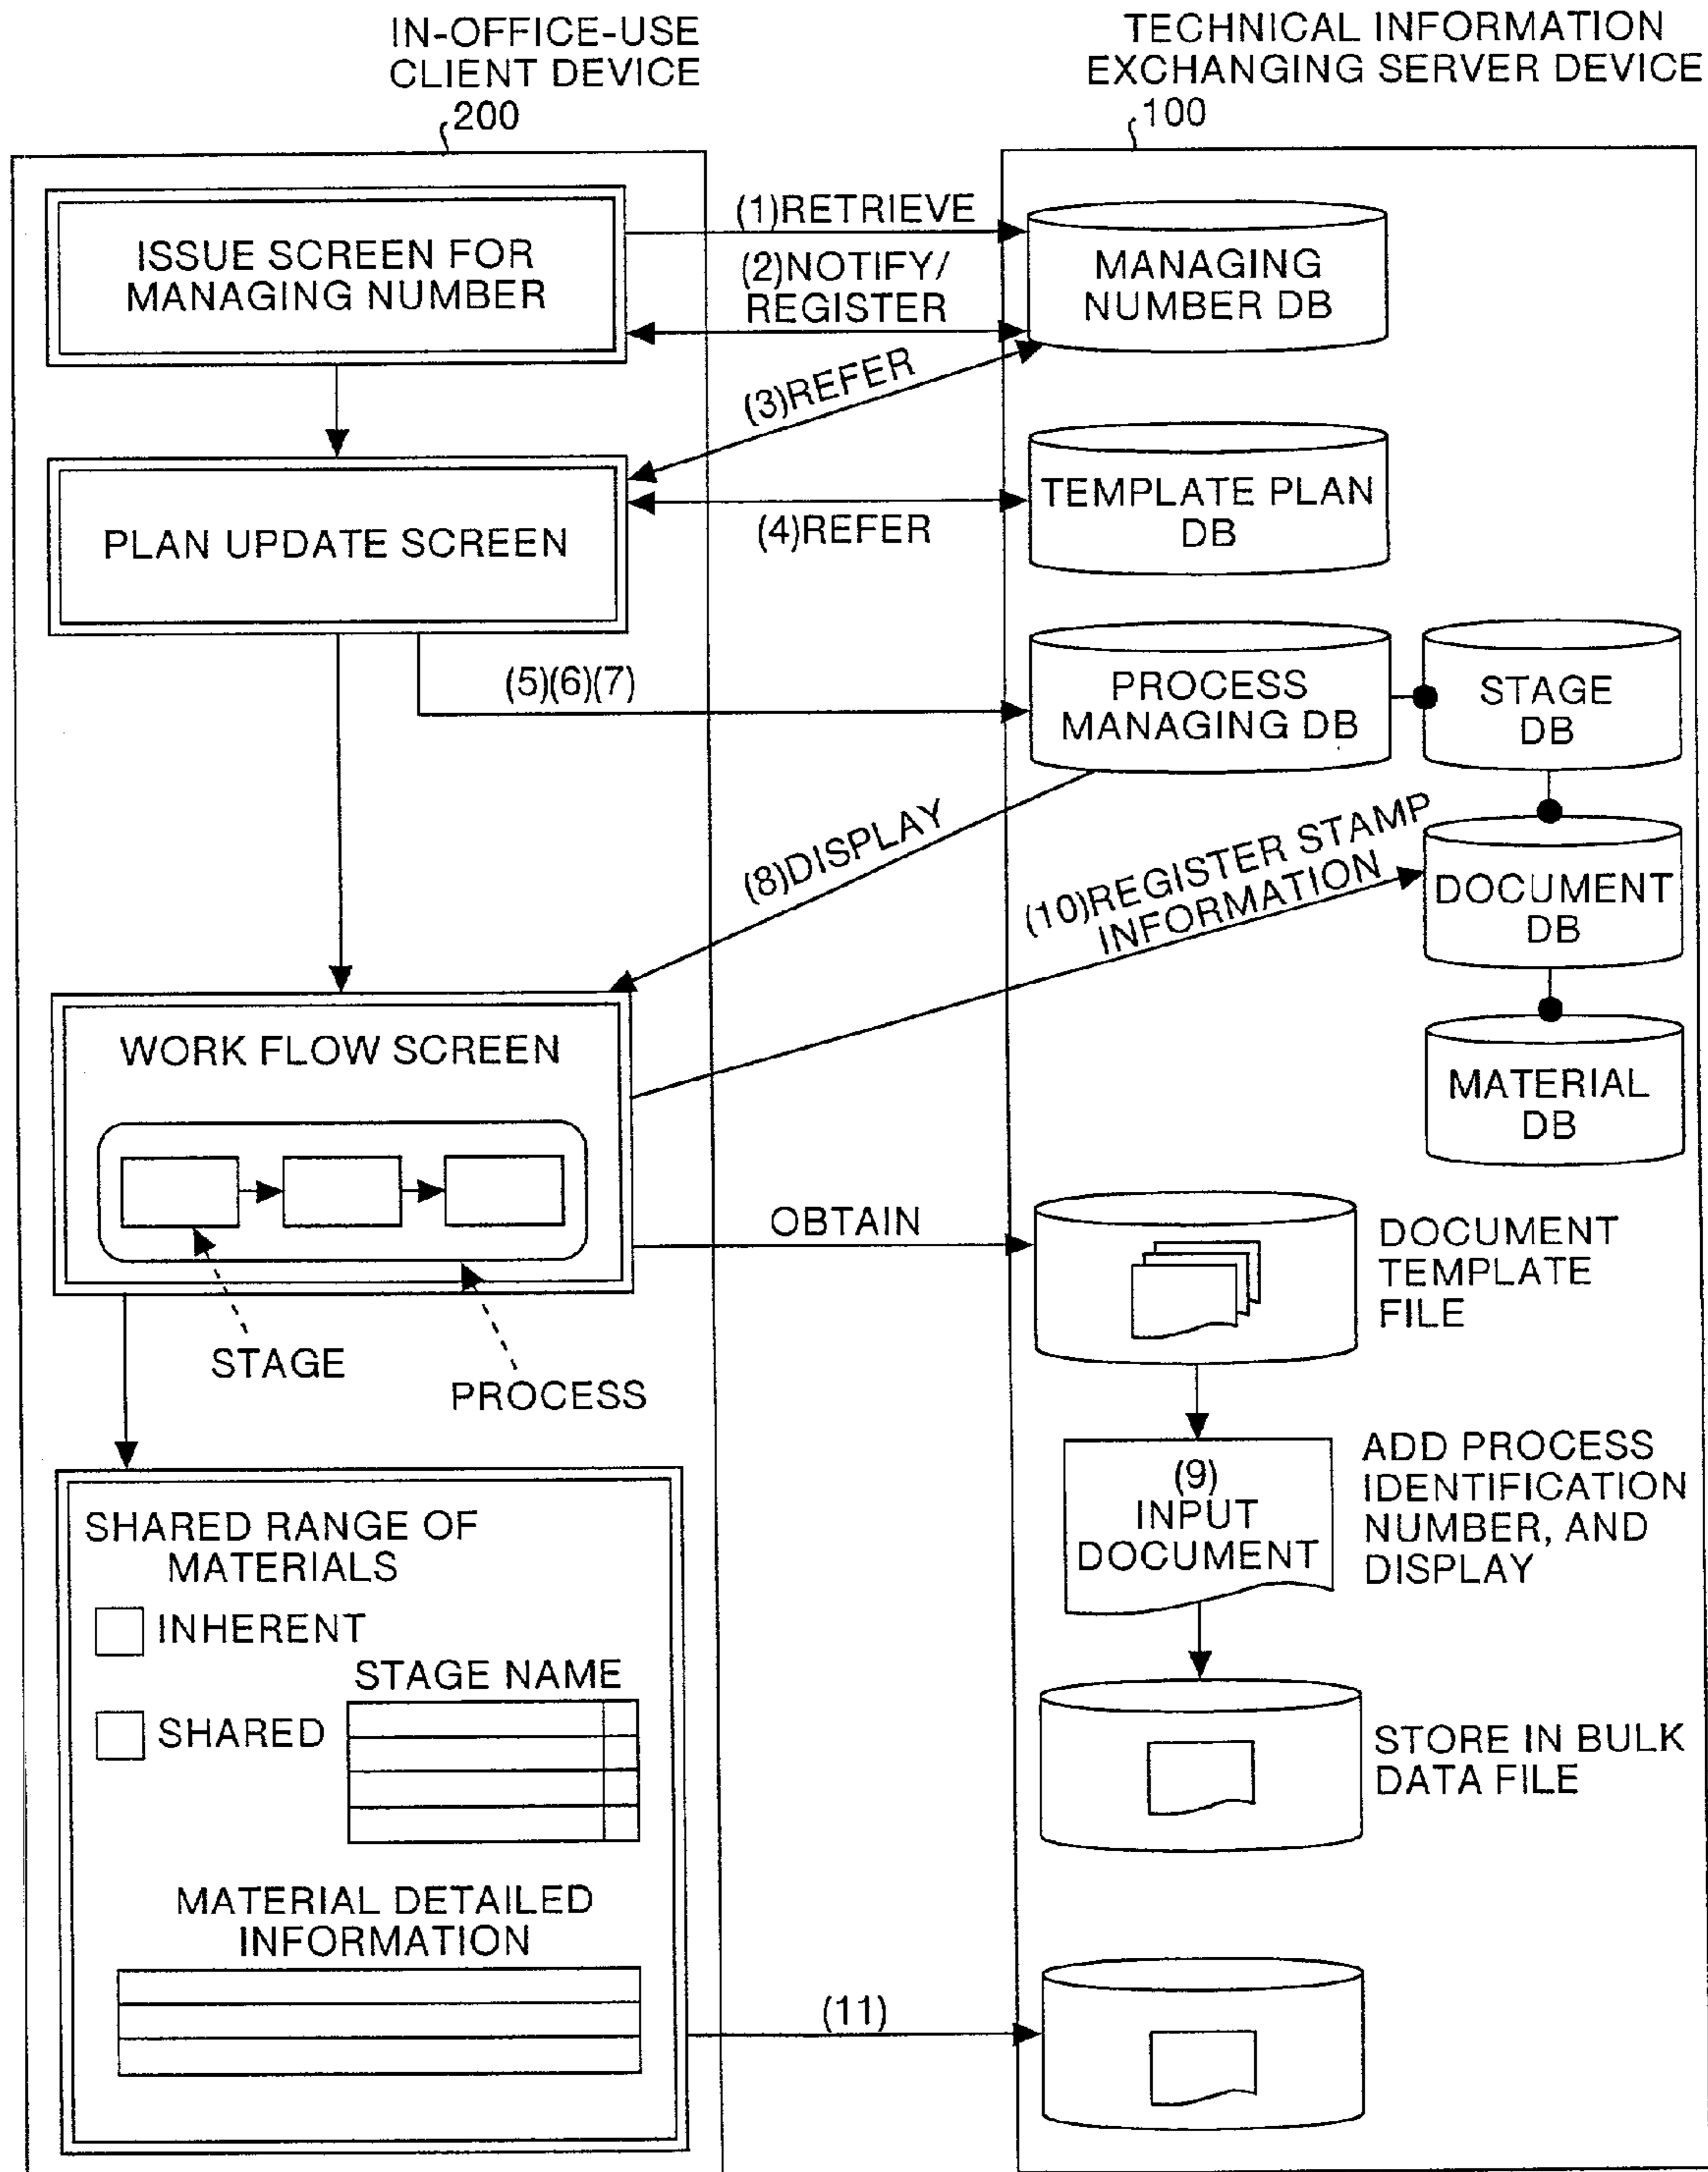 IN-OFFICE-USE
CLIENT DEVICE
200
TECHNICAL INFORMATION
EXCHANGING SERVER DEVICE
100
ISSUE SCREEN FOR
MANAGING NUMBER
(1)RETRIEVE
(2)NOTIFY/
REGISTER
MANAGING
NUMBER DB
(3)REFER
PLAN UPDATE SCREEN
(4)REFER
TEMPLATE PLAN
DB
(5)(6)(7)
PROCESS
MANAGING DB
STAGE
DB
(8)DISPLAY
(10)REGISTER STAMP
INFORMATION
DOCUMENT
DB
MATERIAL
DB
WORK FLOW SCREEN
STAGE
PROCESS
OBTAIN
DOCUMENT
TEMPLATE
FILE
(9)
INPUT
DOCUMENT
ADD PROCESS
IDENTIFICATION
NUMBER, AND
DISPLAY
SHARED RANGE OF
MATERIALS
INHERENT
SHARED
STAGE NAME
STORE IN BULK
DATA FILE
MATERIAL DETAILED
INFORMATION
(11)